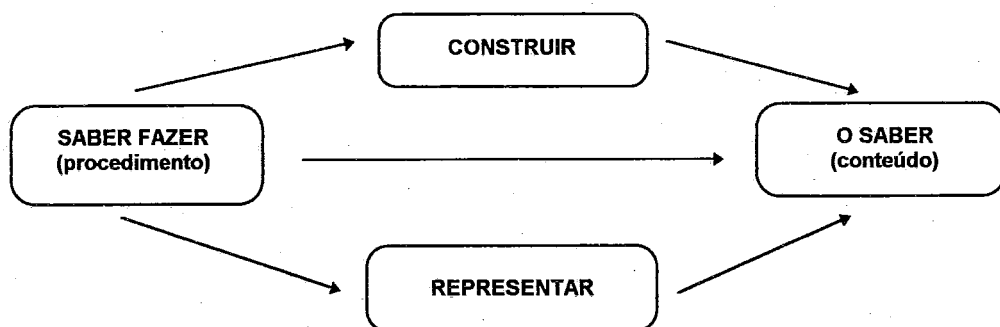 CONSTRUIR
SABER FAZER
(procedimento)
O SABER
(conteúdo)
REPRESENTAR